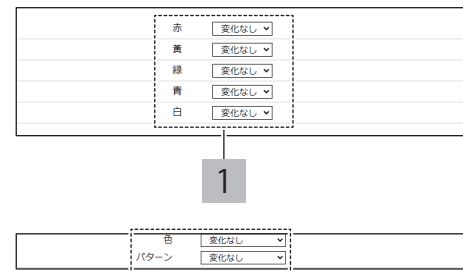 赤 変化なし
黄 変化なし
緑 変化なし
青 変化なし
白 変化なし
1
色 変化なし
パターン 変化なし